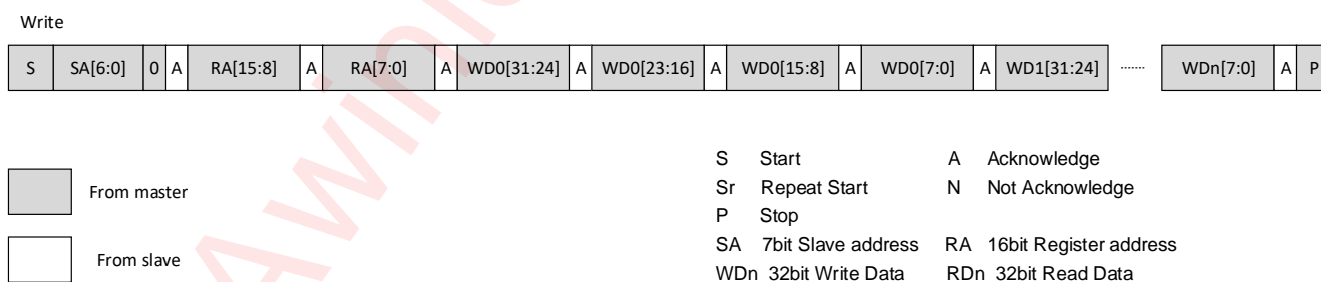 Write
S SA[6:0] 0 A RA[15:8] A RA[7:0] A WD0[31:24] A WD0[23:16] A WD0[15:8] A WD0[7:0] A WD1[31:24] ······· WDn[7:0] A P
From master
From slave
S Start A Acknowledge
Sr Repeat Start N Not Acknowledge
P Stop
SA 7bit Slave address RA 16bit Register address
WDn 32bit Write Data RDn 32bit Read Data
Awinic